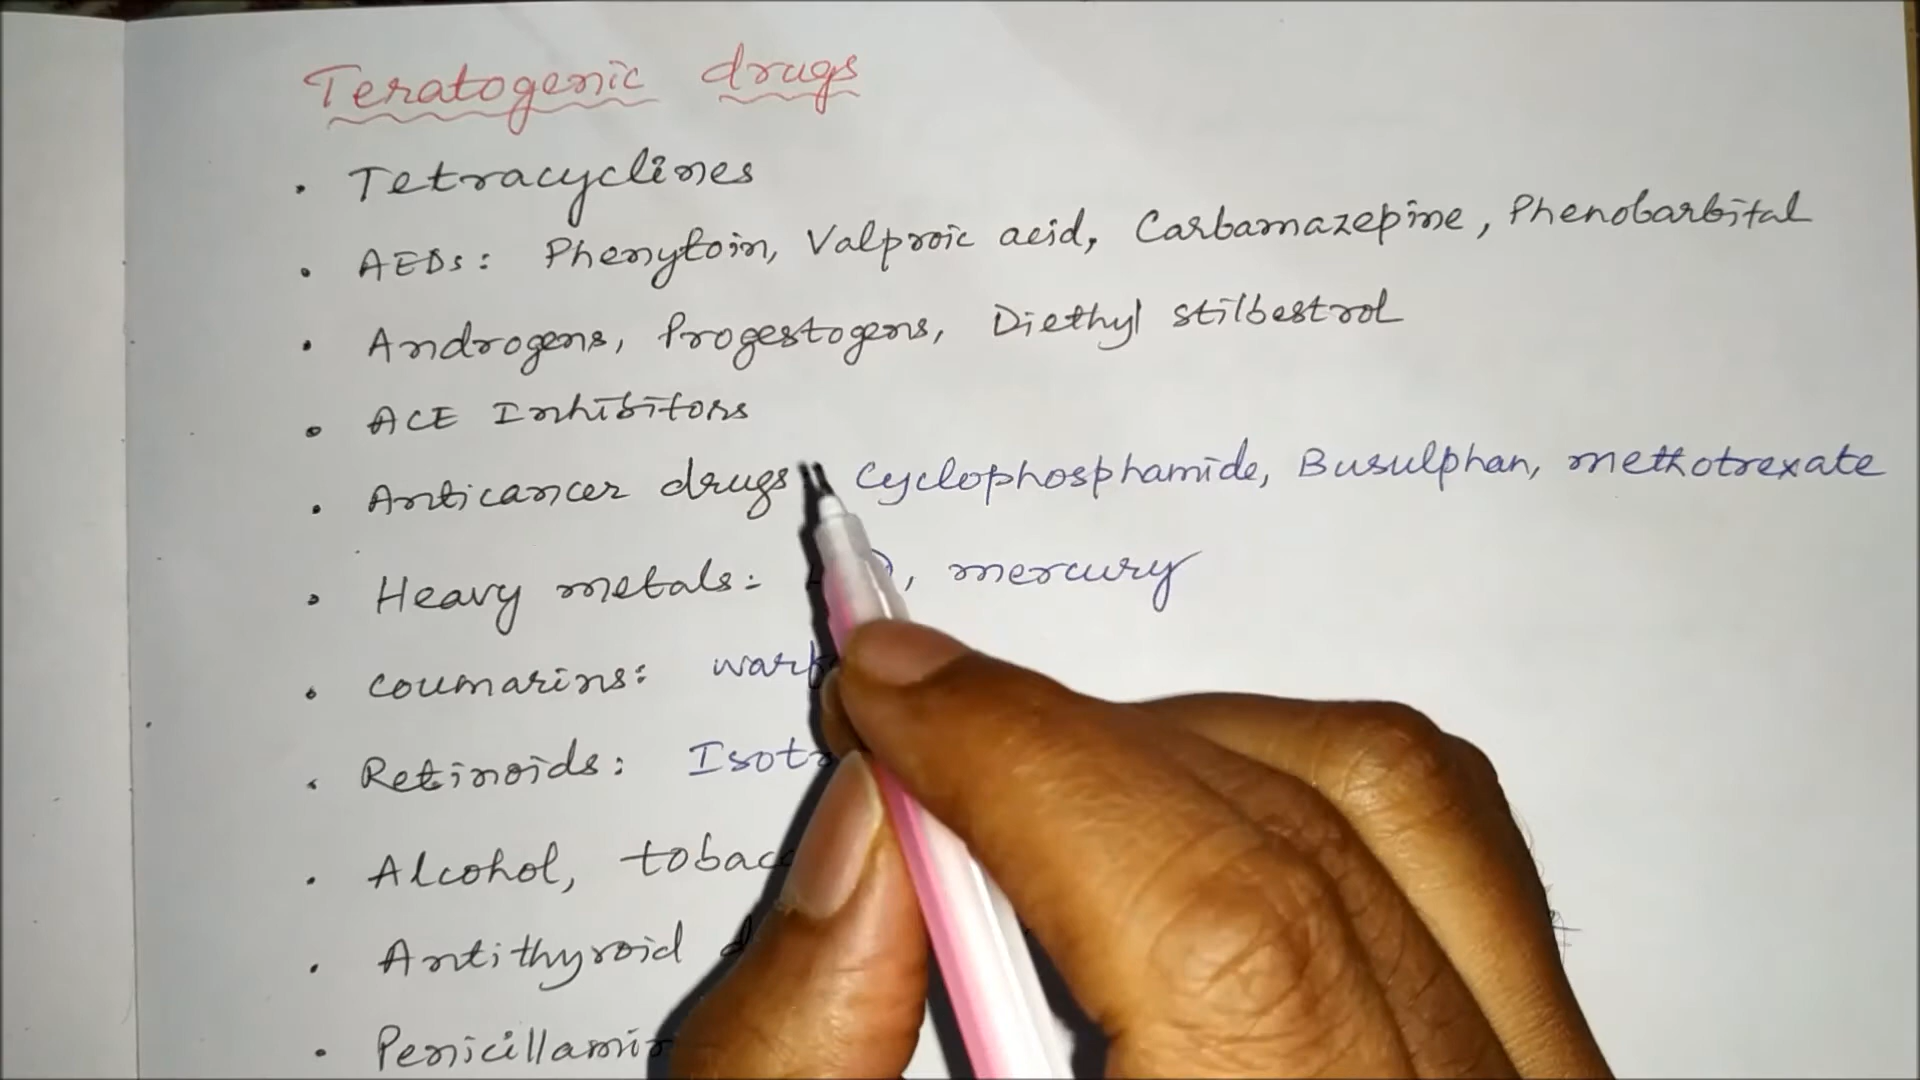 Teratogenic drugs
• Tetracyclines
• AEDs: Phenytoin, Valproic acid, Carbamazepine, Phenobarbital
• Androgens, Progestogens, Diethyl stilbestrol
• ACE Inhibitors
• Anticancer drugs Cyclophosphamide, Busulphan, methotrexate
• Heavy metals: , mercury
• Coumarins:
• Retinoids:
• Alcohol,
• Antithyroid
•